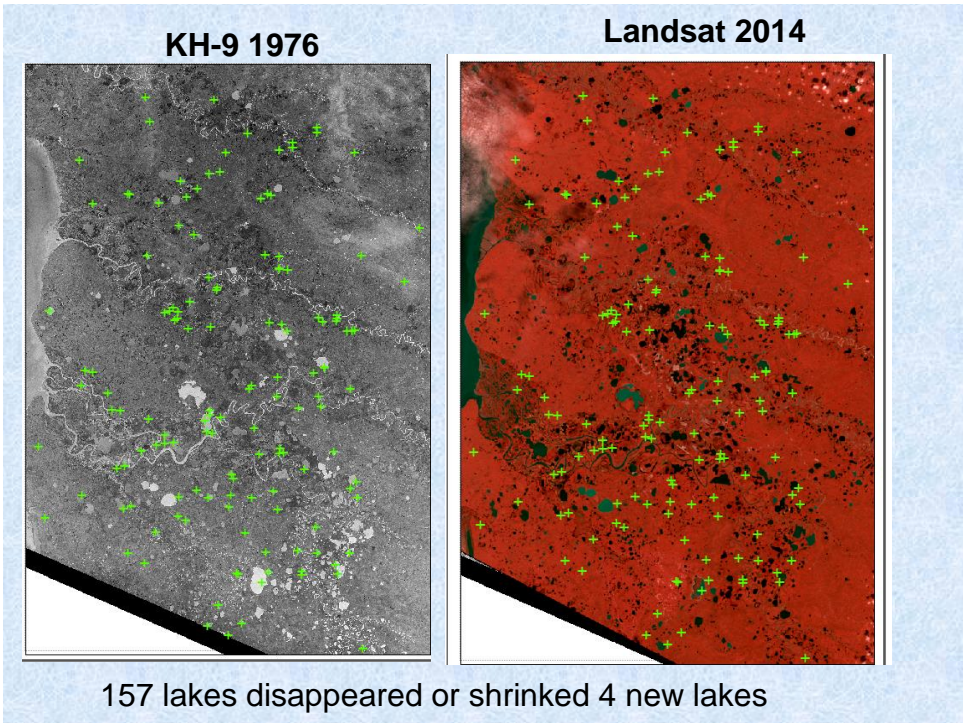 KH-9 1976
Landsat 2014
157 lakes disappeared or shrinked 4 new lakes